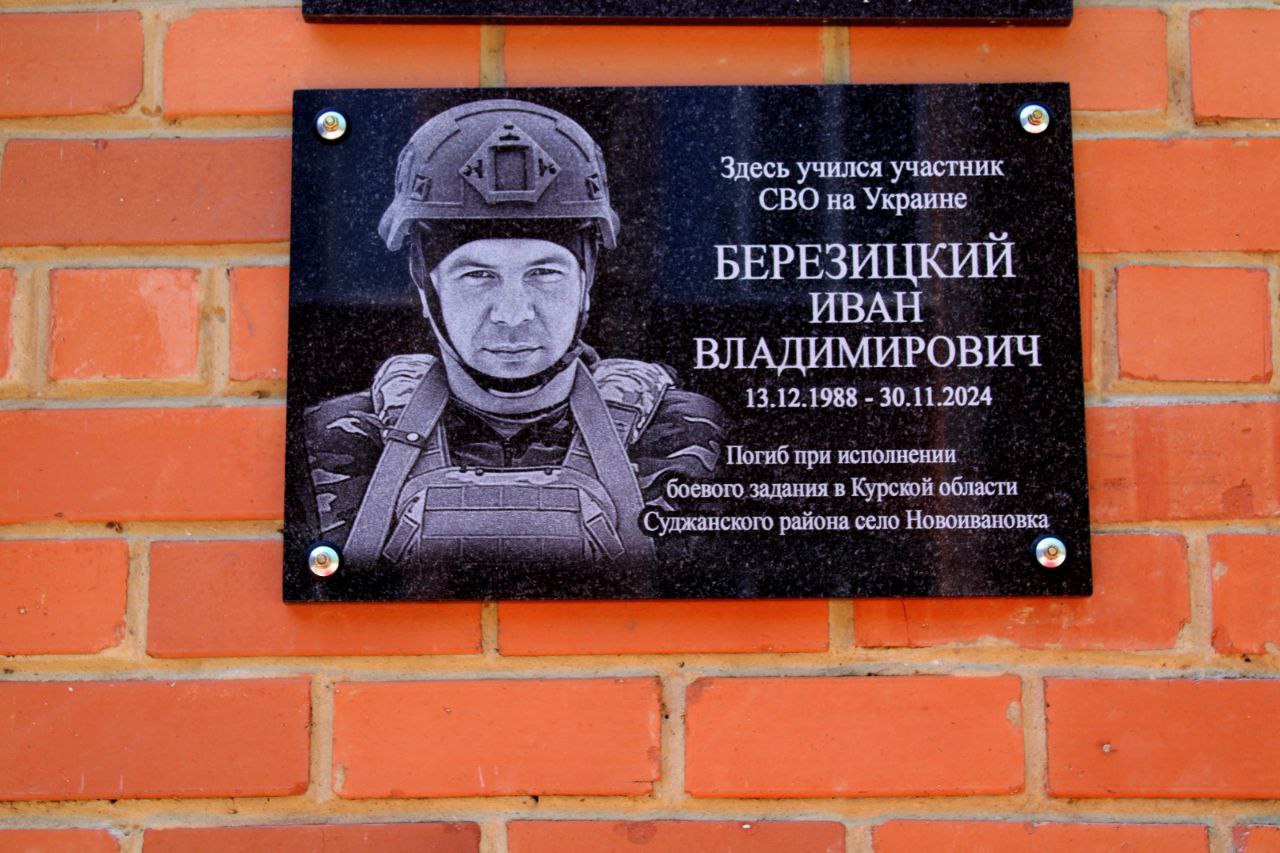 Здесь учился участник
СВО на Украине
БЕРЕЗИЦКИЙ
ИВАН
ВЛАДИМИРОВИЧ
13.12.1988 - 30.11.2024
Погиб при исполнении
боевого задания в Курской области
Суджанского района село Новоивановка